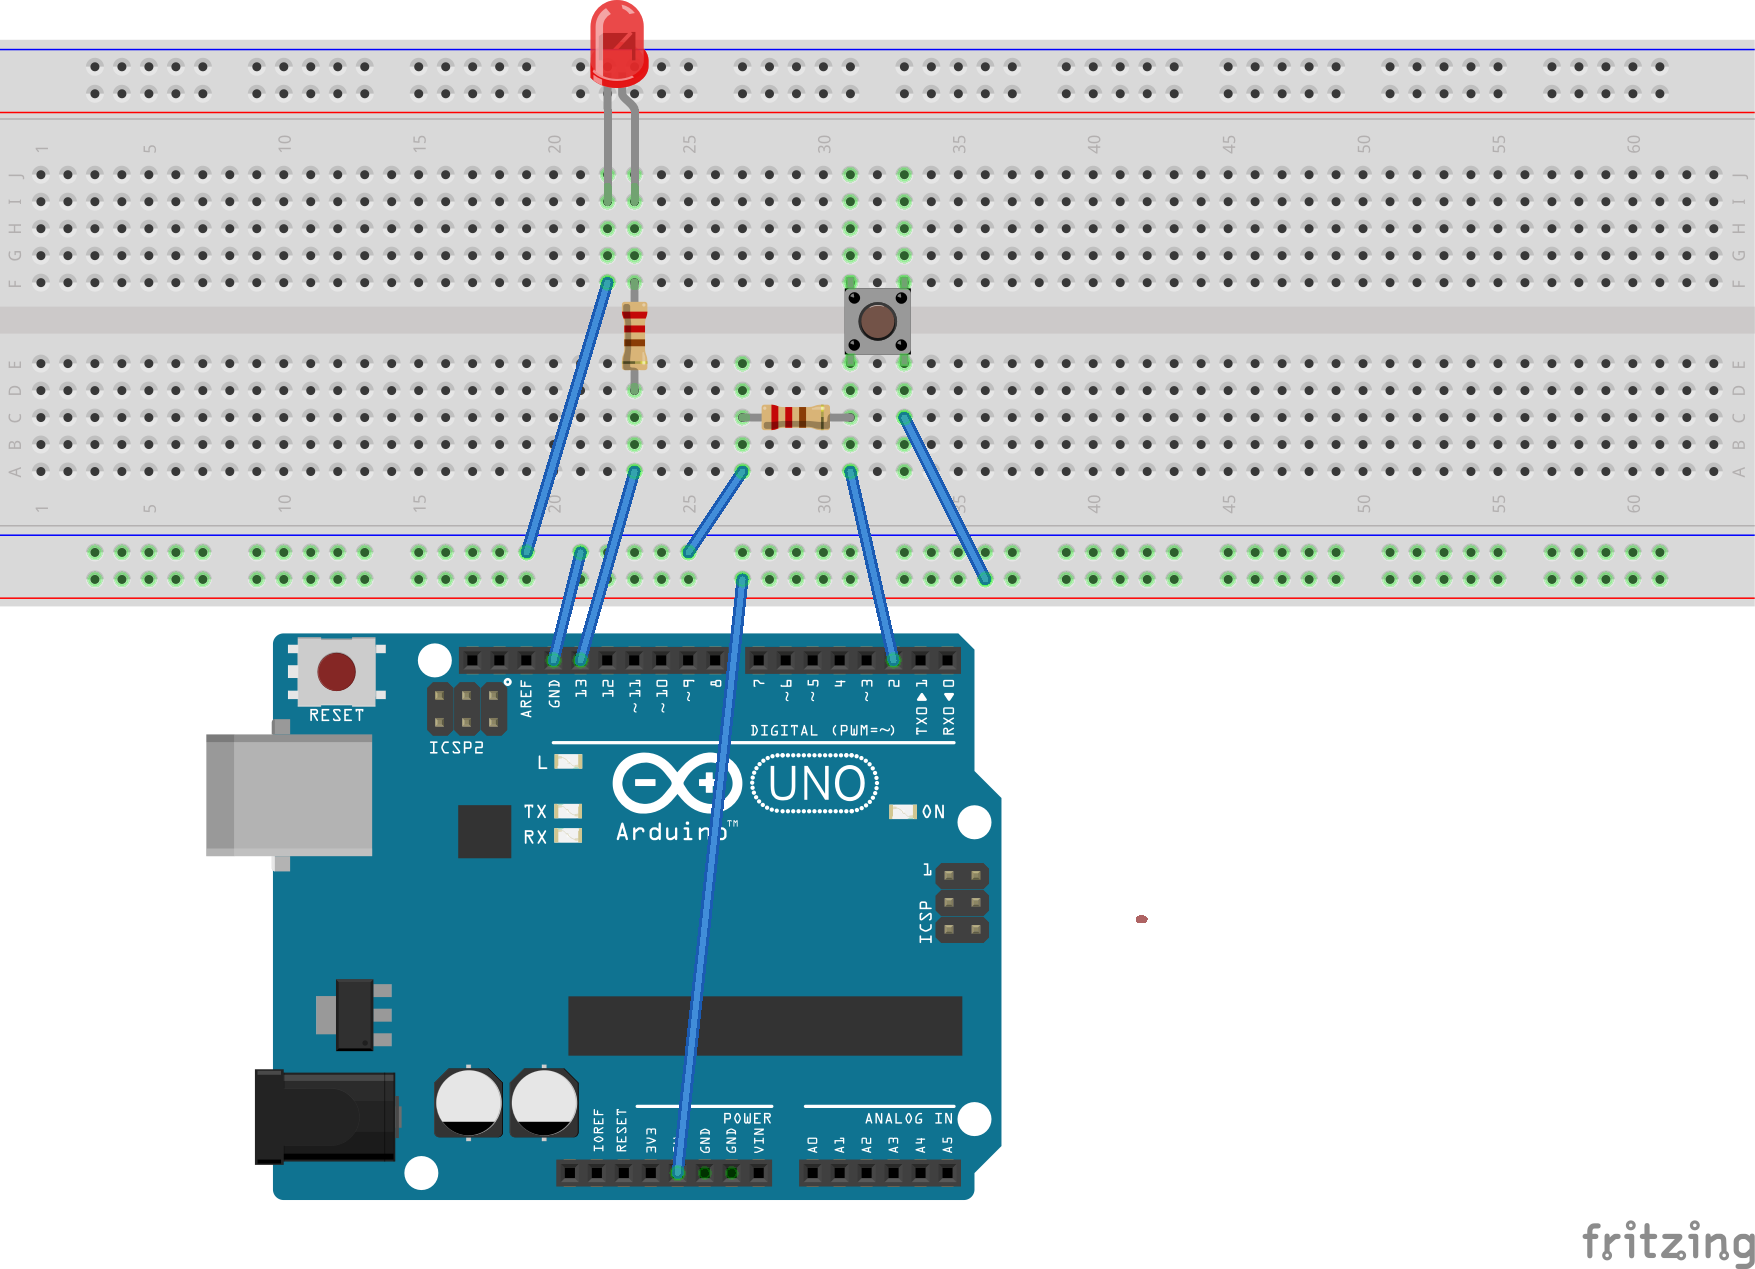 1 5 10 15 20 25 30 35 40 45 50 55 60
J J
I I
H H
G G
F F
E E
D D
C C
B B
A A
1 5 10 15 20 25 30 35 40 45 50 55 60
AREF GND 13 12 ~11 ~10 ~9 8 7 ~6 ~5 4 ~3 2 TX0▶1 RX0◀0
RESET
ICSP2
DIGITAL (PWM=~)
L
TX
RX
UNO
ON
Arduino™
1
ICSP
POWER
ANALOG IN
IOREF RESET 3V3 GND GND VIN A0 A1 A2 A3 A4 A5
fritzing